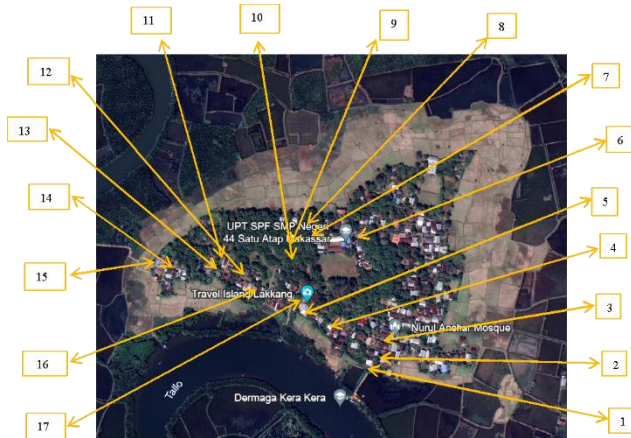 11
10
9
8
12
7
13
6
14
5
15
4
16
3
17
2
1
UPT SPF SMP Negeri
44 Satu Atap Makassar
Travel Island Lakkang
Nurul Anchar Mosque
Tallo
Dermaga Kera Kera